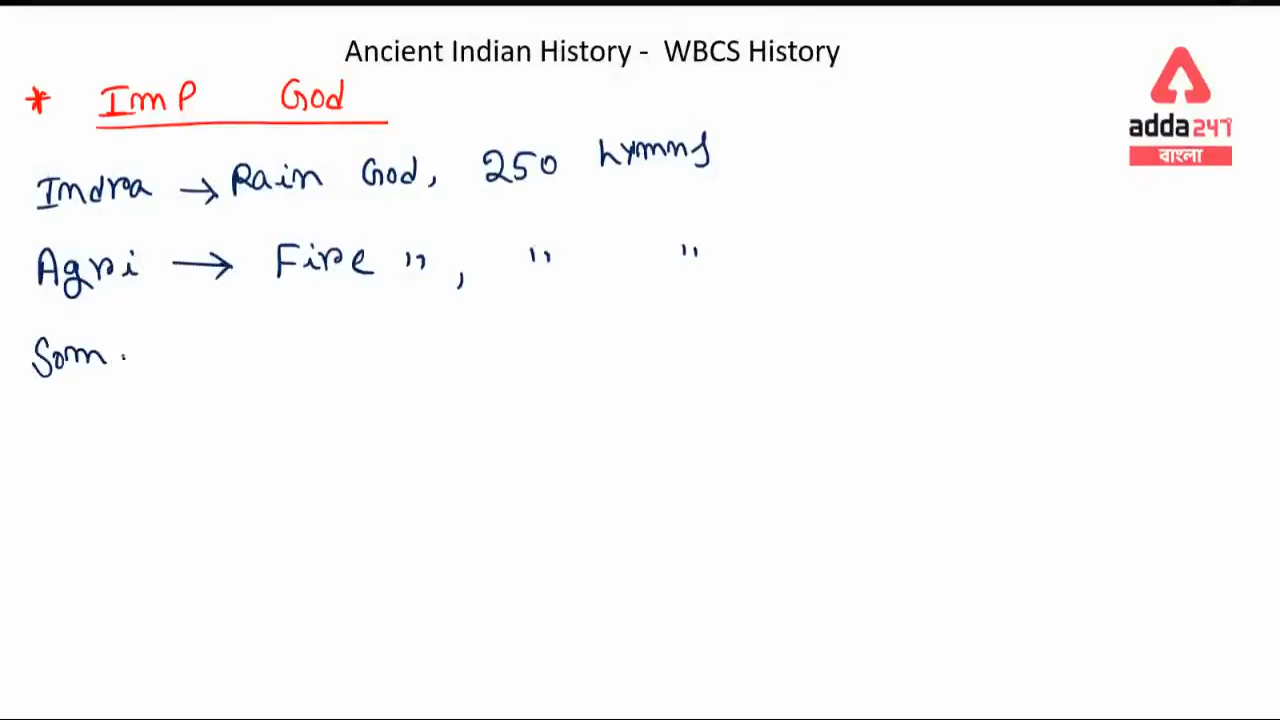 Ancient Indian History - WBCS History
* Imp God
Indra → Rain God, 250 hymns
Agni → Fire ", " "
Som
adda247
বাংলা